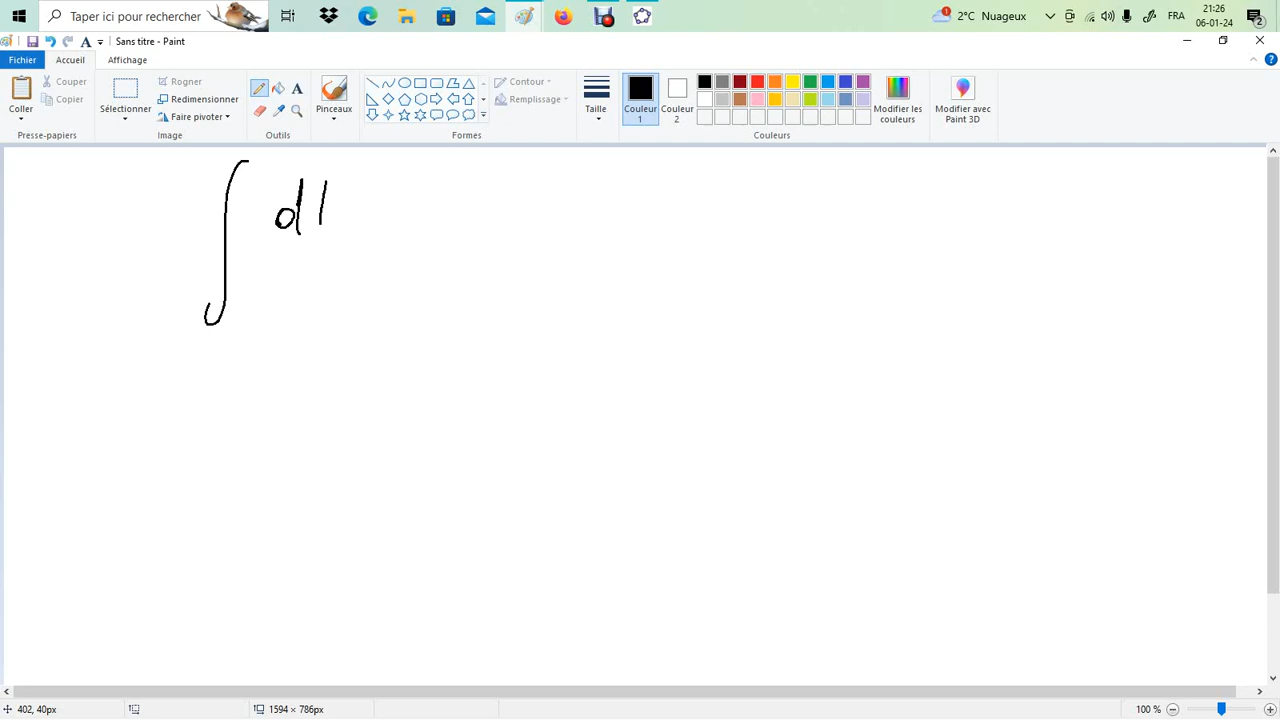 Taper ici pour rechercher
2°C Nuageux
FRA
21:26
06-01-24
2
Sans titre - Paint
Fichier
Accueil
Affichage
Coller
Couper
Copier
Presse-papiers
Sélectionner
Rogner
Redimensionner
Faire pivoter
Image
A
Outils
Pinceaux
Contour
Remplissage
Formes
Taille
Couleur 1
Couleur 2
Modifier les couleurs
Couleurs
Modifier avec Paint 3D
∫ d l
402, 40px
1594 × 786px
100 %